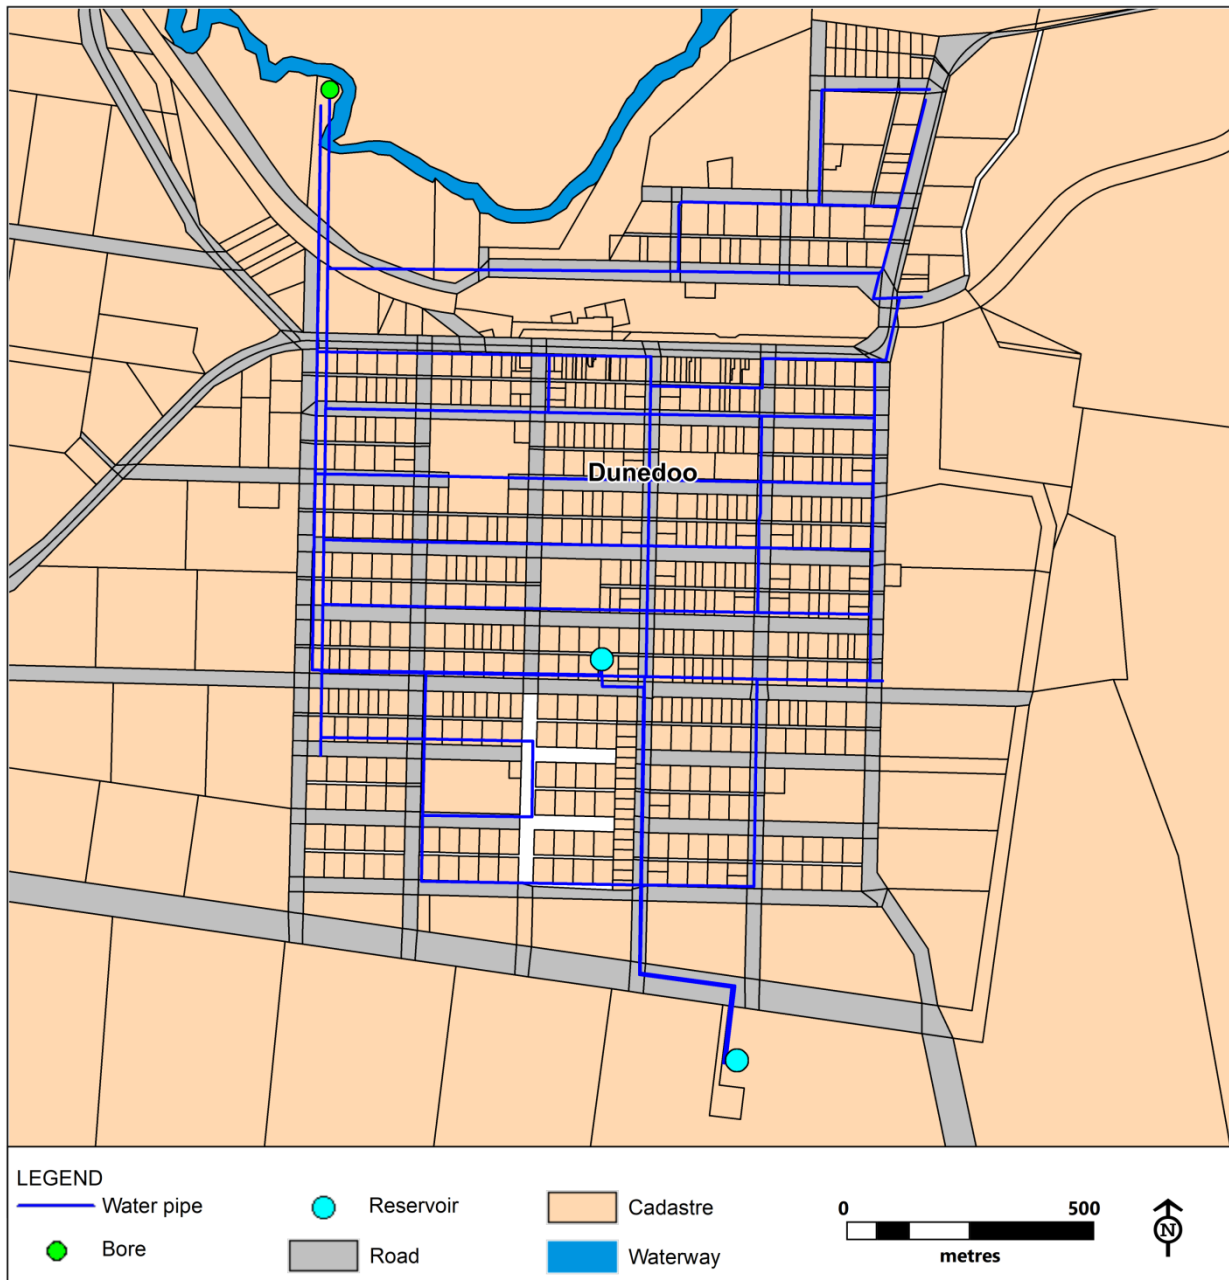 Dunedoo
LEGEND
Water pipe
Reservoir
Cadastre
0 500
Bore
Road
Waterway
metres
N